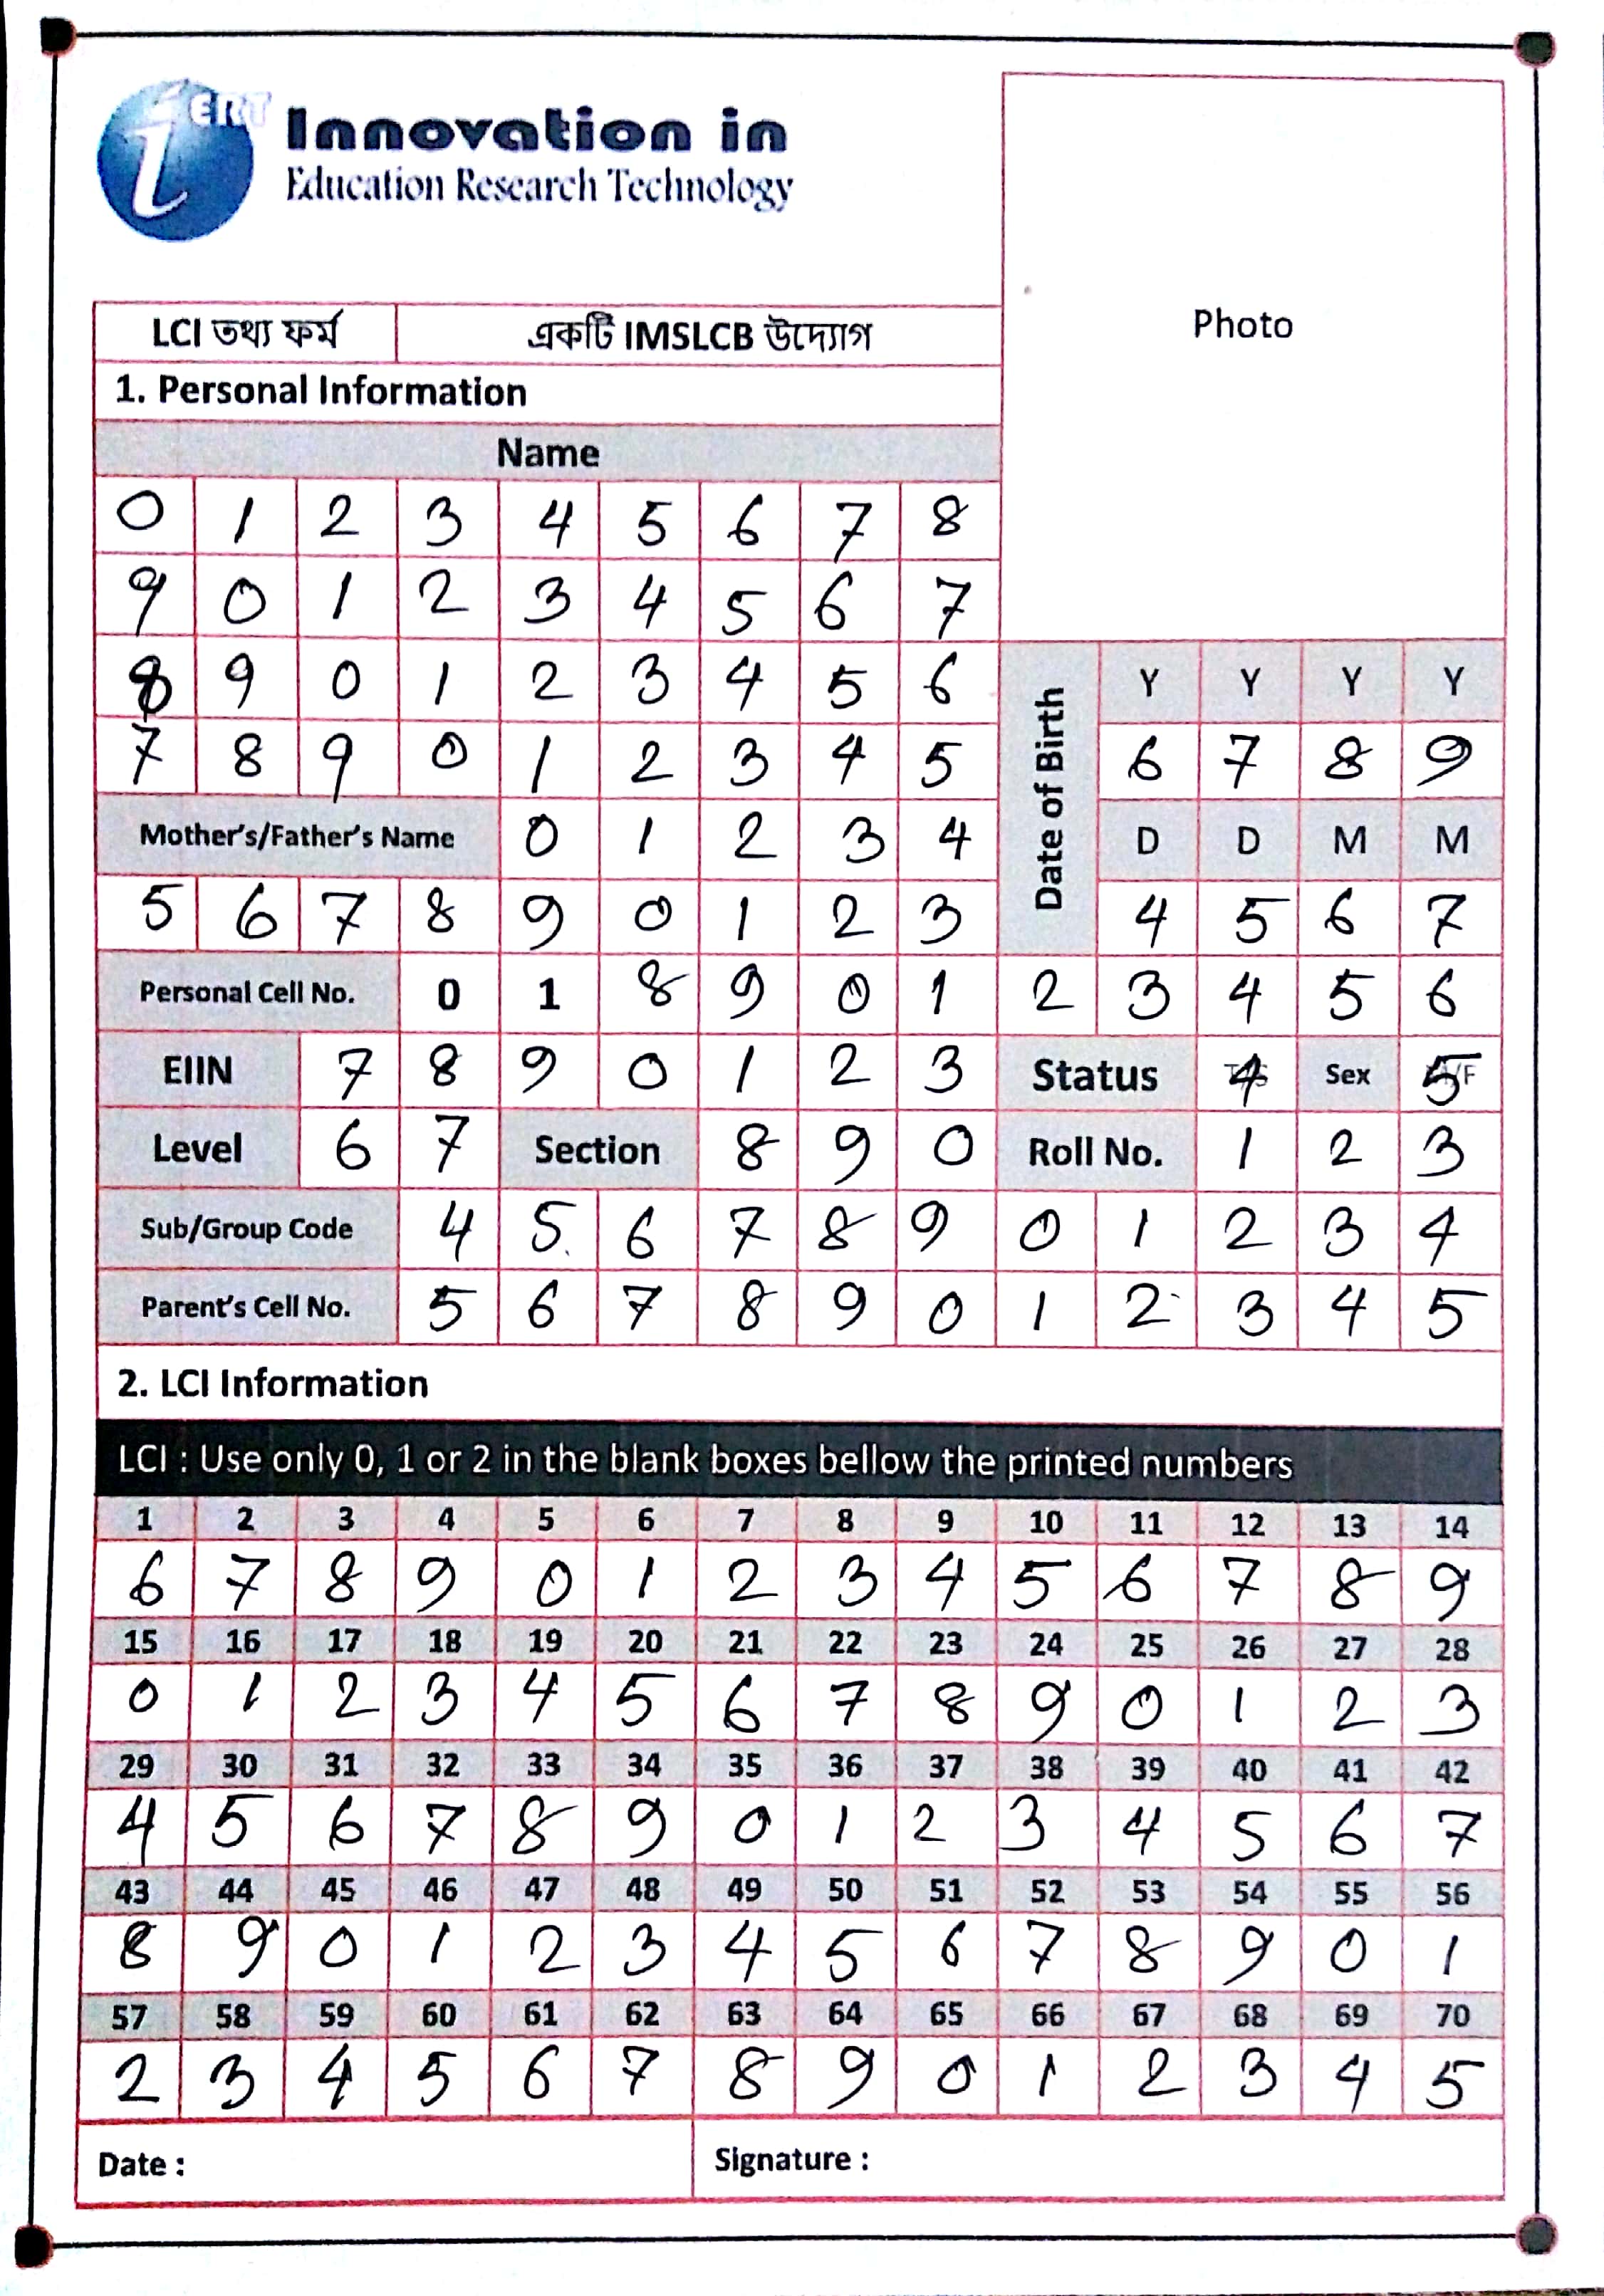 iERT
Innovation in
Education Research Technology
Photo
LCI তথ্য ফর্ম একটি IMSLCB উদ্যোগ
1. Personal Information
Name
0 1 2 3 4 5 6 7 8
9 0 1 2 3 4 5 6 7
8 9 0 1 2 3 4 5 6 Date of Birth Y Y Y Y
7 8 9 0 1 2 3 4 5 6 7 8 9
Mother's/Father's Name 0 1 2 3 4 D D M M
5 6 7 8 9 0 1 2 3 4 5 6 7
Personal Cell No. 0 1 8 9 0 1 2 3 4 5 6
EIIN 7 8 9 0 1 2 3 Status 4 Sex 5
Level 6 7 Section 8 9 0 Roll No. 1 2 3
Sub/Group Code 4 5 6 7 8 9 0 1 2 3 4
Parent's Cell No. 5 6 7 8 9 0 1 2 3 4 5
2. LCI Information
LCI : Use only 0, 1 or 2 in the blank boxes bellow the printed numbers
1 2 3 4 5 6 7 8 9 10 11 12 13 14
6 7 8 9 0 1 2 3 4 5 6 7 8 9
15 16 17 18 19 20 21 22 23 24 25 26 27 28
0 1 2 3 4 5 6 7 8 9 0 1 2 3
29 30 31 32 33 34 35 36 37 38 39 40 41 42
4 5 6 7 8 9 0 1 2 3 4 5 6 7
43 44 45 46 47 48 49 50 51 52 53 54 55 56
8 9 0 1 2 3 4 5 6 7 8 9 0 1
57 58 59 60 61 62 63 64 65 66 67 68 69 70
2 3 4 5 6 7 8 9 0 1 2 3 4 5
Date : Signature :